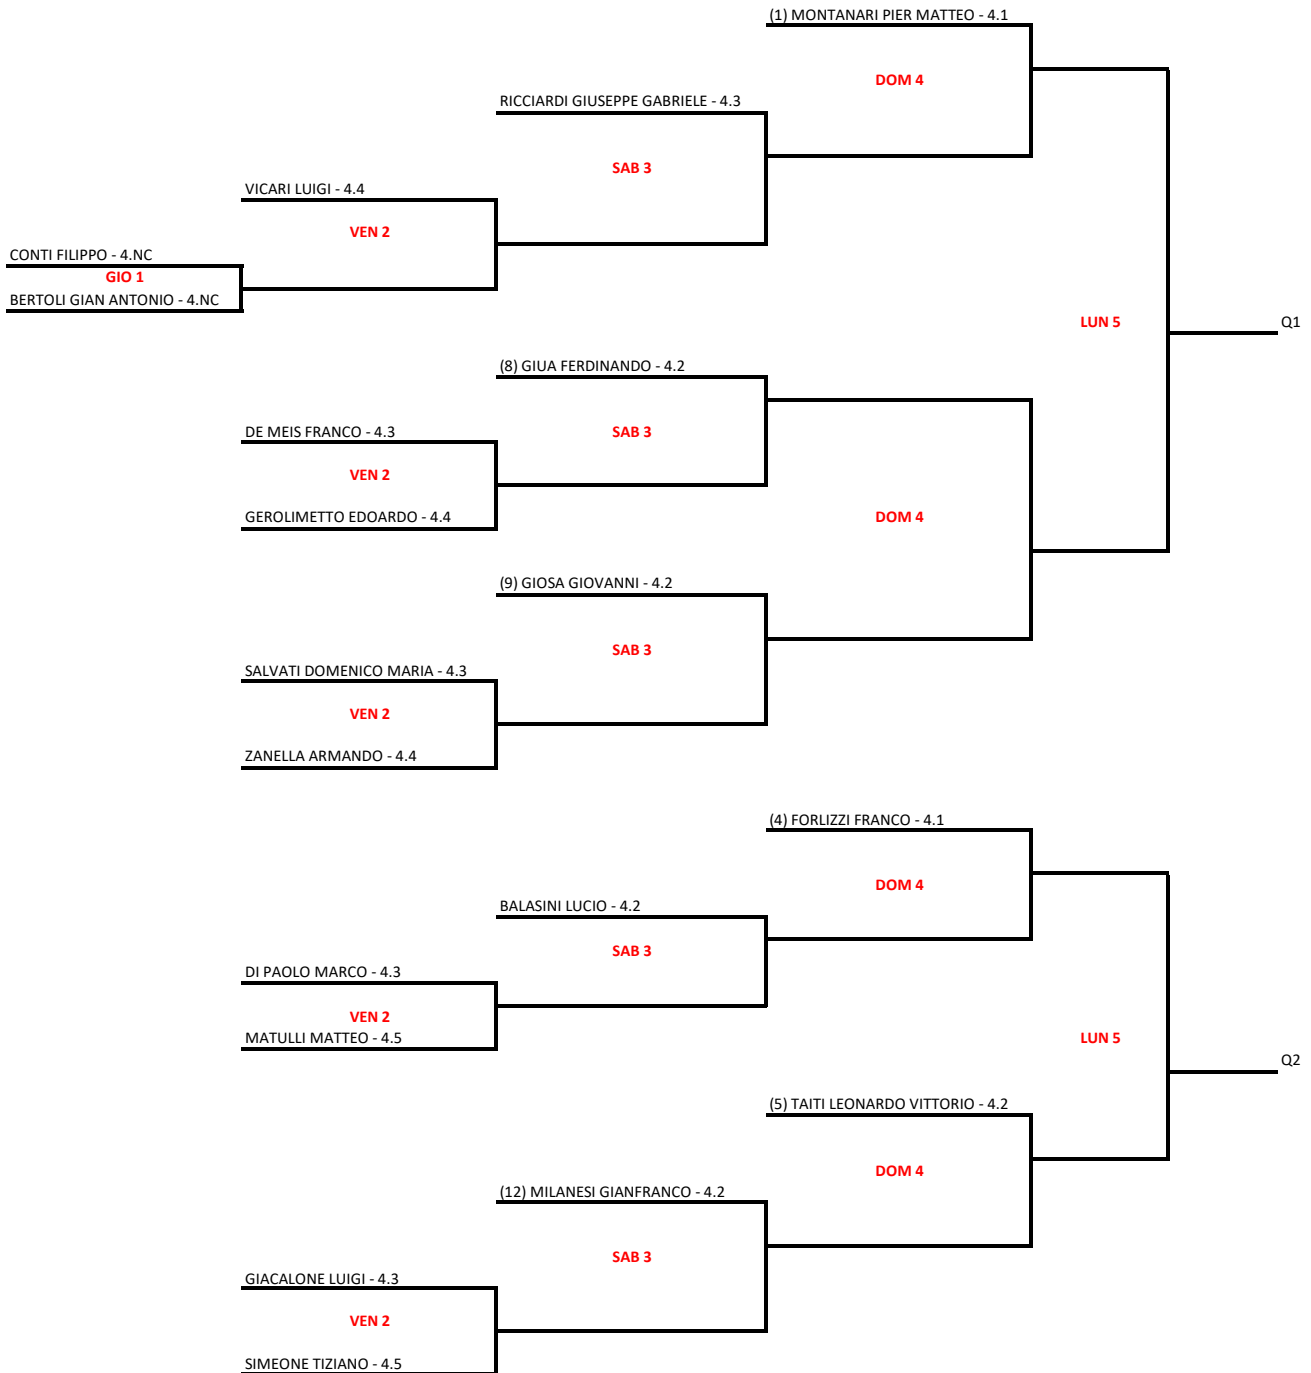 (1) MONTANARI PIER MATTEO - 4.1
DOM 4
RICCIARDI GIUSEPPE GABRIELE - 4.3
SAB 3
VICARI LUIGI - 4.4
VEN 2
CONTI FILIPPO - 4.NC
GIO 1
BERTOLI GIAN ANTONIO - 4.NC
LUN 5
Q1
(8) GIUA FERDINANDO - 4.2
SAB 3
DE MEIS FRANCO - 4.3
VEN 2
GEROLIMETTO EDOARDO - 4.4
DOM 4
(9) GIOSA GIOVANNI - 4.2
SAB 3
SALVATI DOMENICO MARIA - 4.3
VEN 2
ZANELLA ARMANDO - 4.4
(4) FORLIZZI FRANCO - 4.1
DOM 4
BALASINI LUCIO - 4.2
SAB 3
DI PAOLO MARCO - 4.3
VEN 2
MATULLI MATTEO - 4.5
LUN 5
Q2
(5) TAITI LEONARDO VITTORIO - 4.2
DOM 4
(12) MILANESI GIANFRANCO - 4.2
SAB 3
GIACALONE LUIGI - 4.3
VEN 2
SIMEONE TIZIANO - 4.5